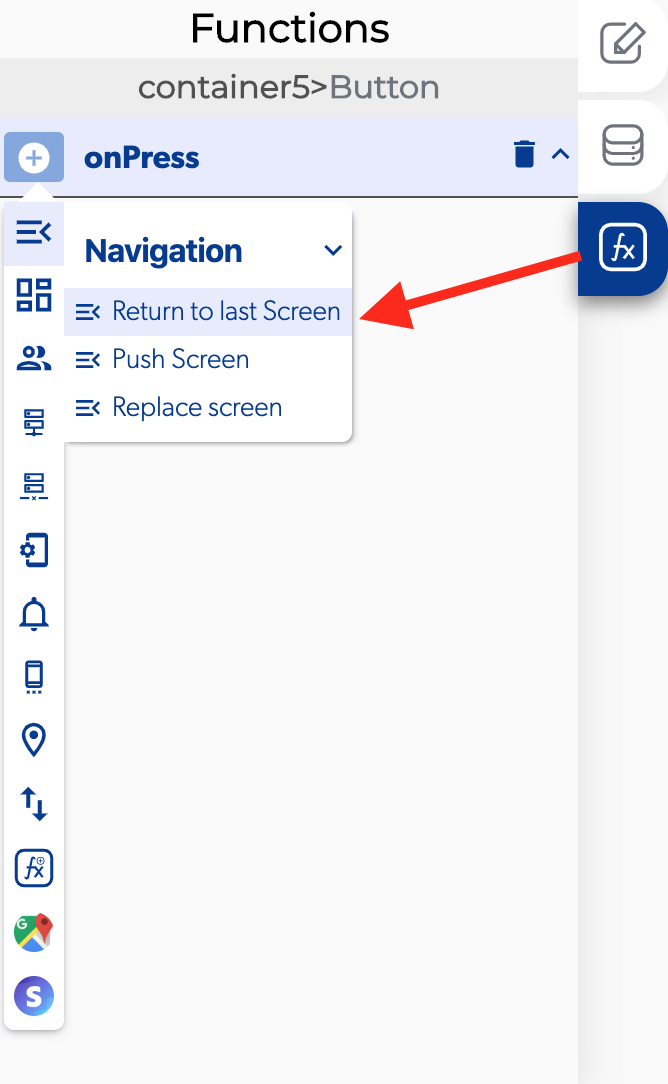 Functions
container5>Button
onPress
fx
Navigation
Return to last Screen
Push Screen
Replace screen
fx
G
S